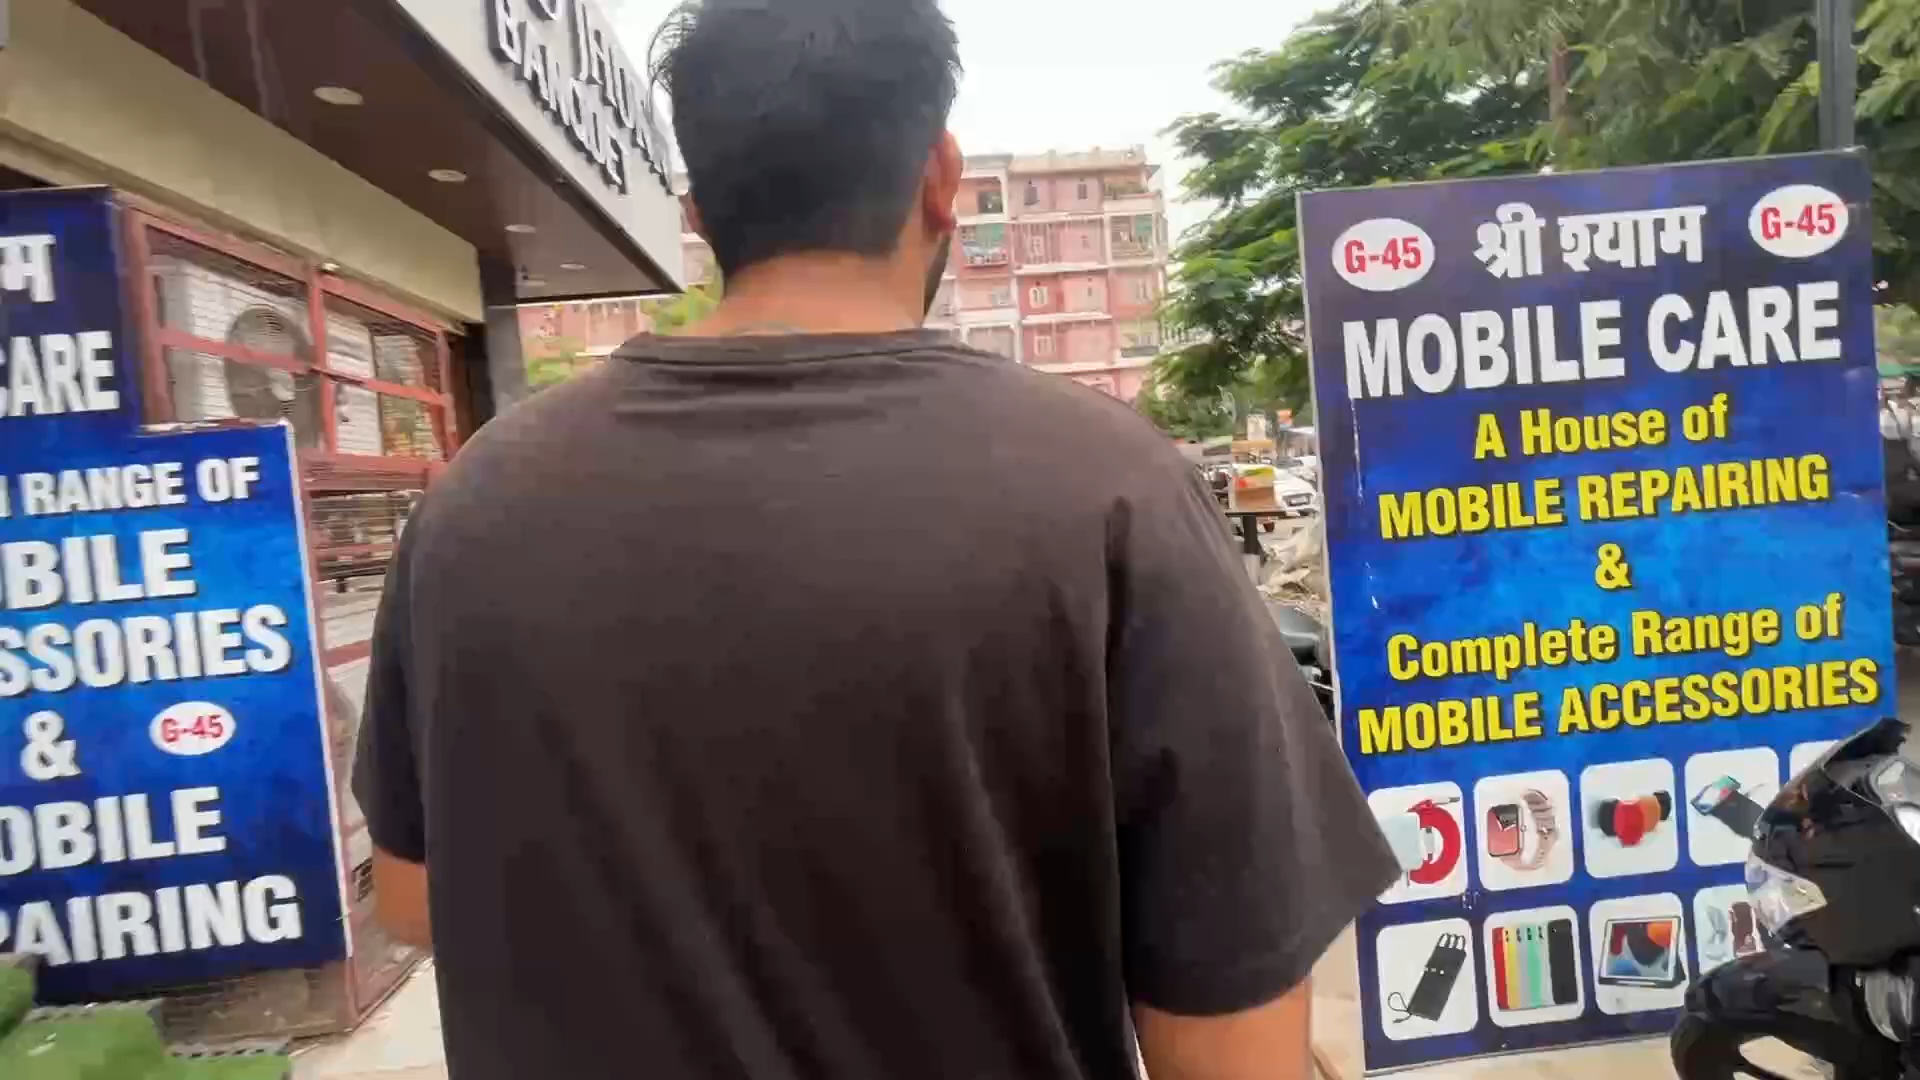 BANQUET
म
CARE
RANGE OF
BILE
SSORIES
& G-45
OBILE
PAIRING
G-45 श्री श्याम G-45
MOBILE CARE
A House of
MOBILE REPAIRING
&
Complete Range of
MOBILE ACCESSORIES